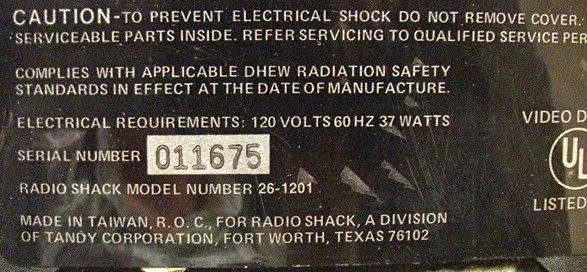 CAUTION-TO PREVENT ELECTRICAL SHOCK DO NOT REMOVE COVER.
SERVICEABLE PARTS INSIDE. REFER SERVICING TO QUALIFIED SERVICE PER
COMPLIES WITH APPLICABLE DHEW RADIATION SAFETY
STANDARDS IN EFFECT AT THE DATE OF MANUFACTURE.
ELECTRICAL REQUIREMENTS: 120 VOLTS 60 HZ 37 WATTS
SERIAL NUMBER 011675
RADIO SHACK MODEL NUMBER 26-1201
MADE IN TAIWAN, R.O.C., FOR RADIO SHACK, A DIVISION
OF TANDY CORPORATION, FORT WORTH, TEXAS 76102
VIDEO D
UL
LISTED